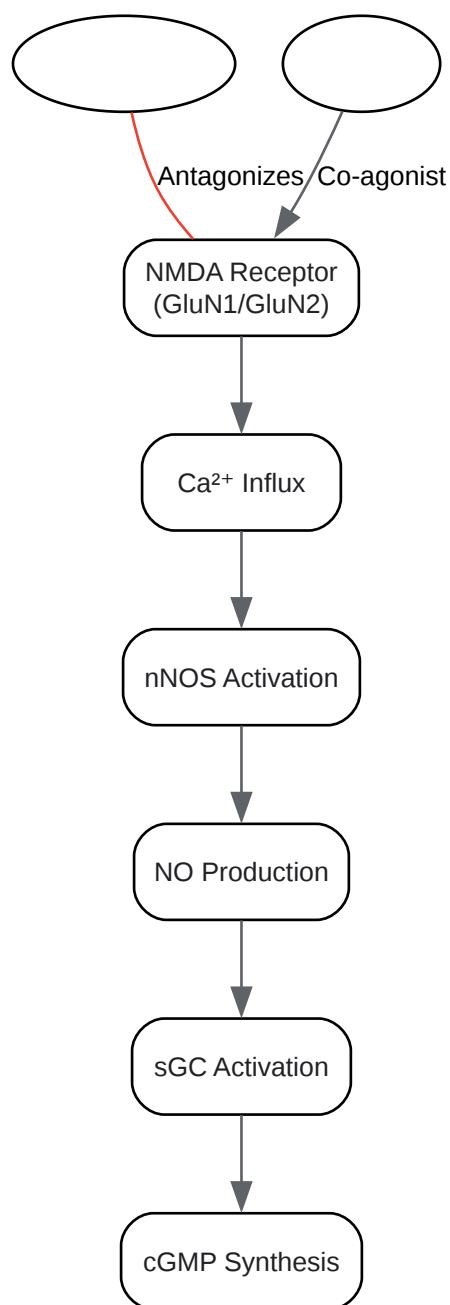 Antagonizes
Co-agonist
NMDA Receptor
(GluN1/GluN2)
Ca²⁺ Influx
nNOS Activation
NO Production
sGC Activation
cGMP Synthesis